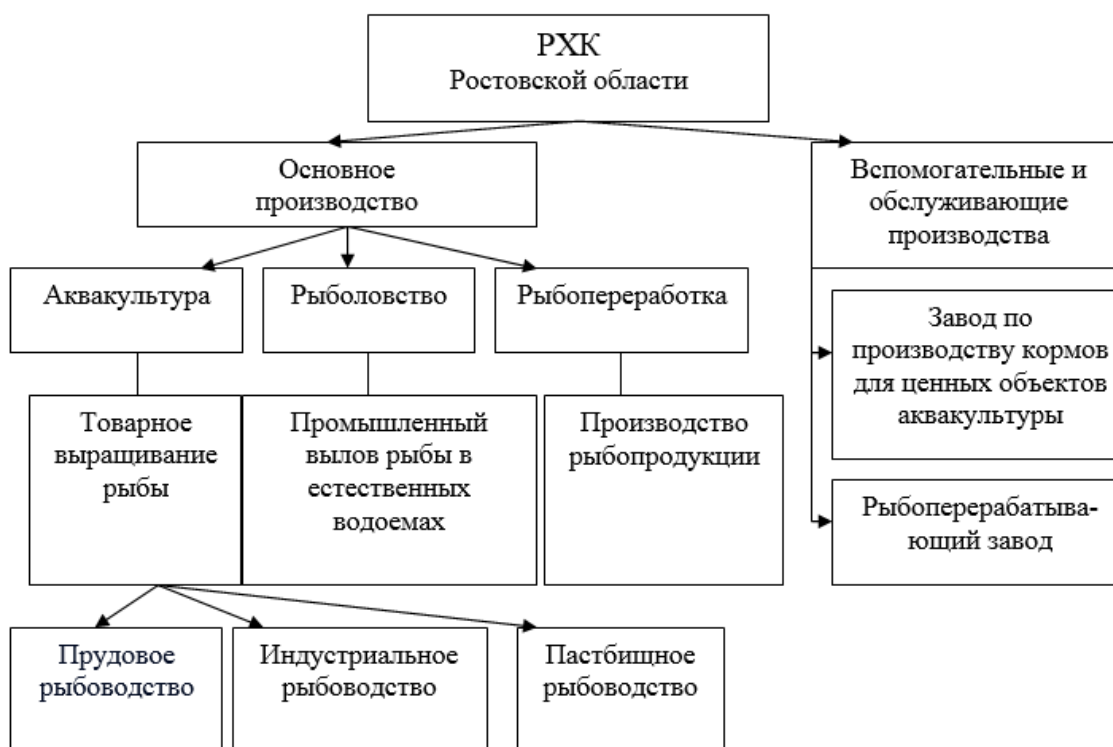 РХК
Ростовской области
Основное
производство
Вспомогательные и
обслуживающие
производства
Аквакультура
Рыболовство
Рыбопереработка
Завод по
производству кормов
для ценных объектов
аквакультуры
Товарное
выращивание
рыбы
Промышленный
вылов рыбы в
естественных
водоемах
Производство
рыбопродукции
Рыбоперерабатыва-
ющий завод
Прудовое
рыбоводство
Индустриальное
рыбоводство
Пастбищное
рыбоводство